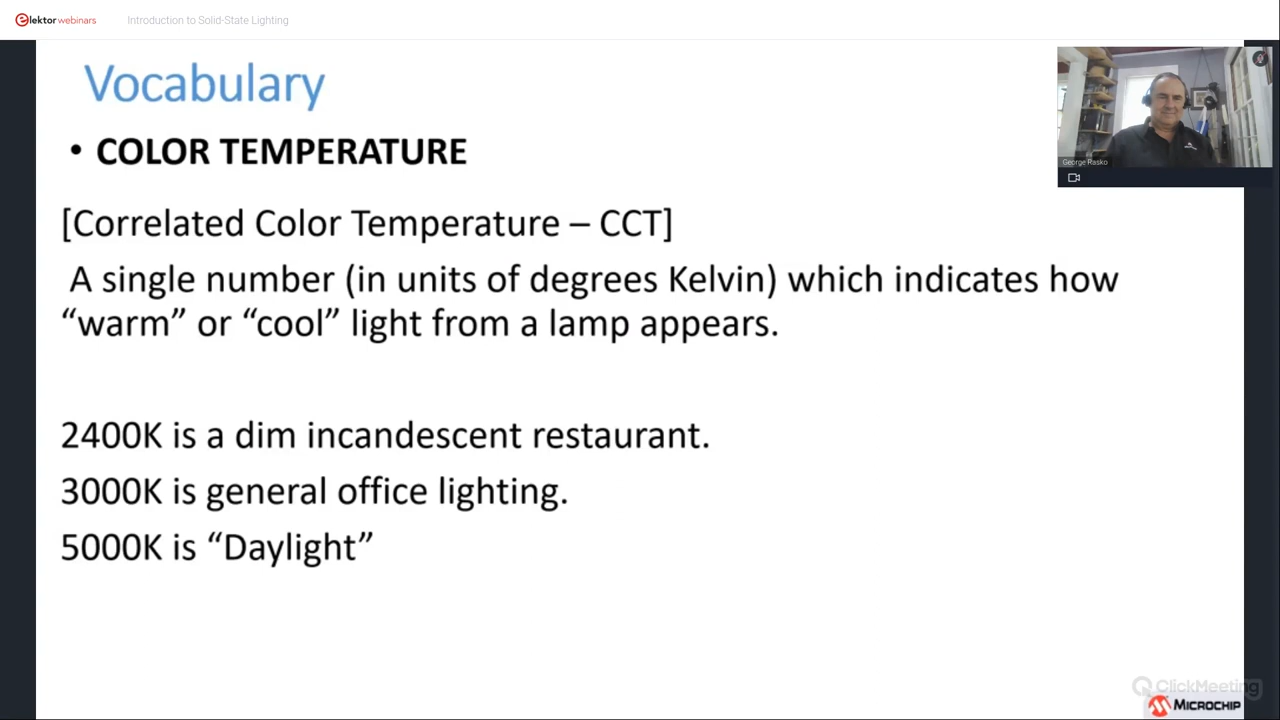 elektor webinars
Introduction to Solid-State Lighting
Vocabulary
• COLOR TEMPERATURE
[Correlated Color Temperature – CCT]
A single number (in units of degrees Kelvin) which indicates how
“warm” or “cool” light from a lamp appears.
2400K is a dim incandescent restaurant.
3000K is general office lighting.
5000K is “Daylight”
George Rasko
ClickMeeting
MICROCHIP